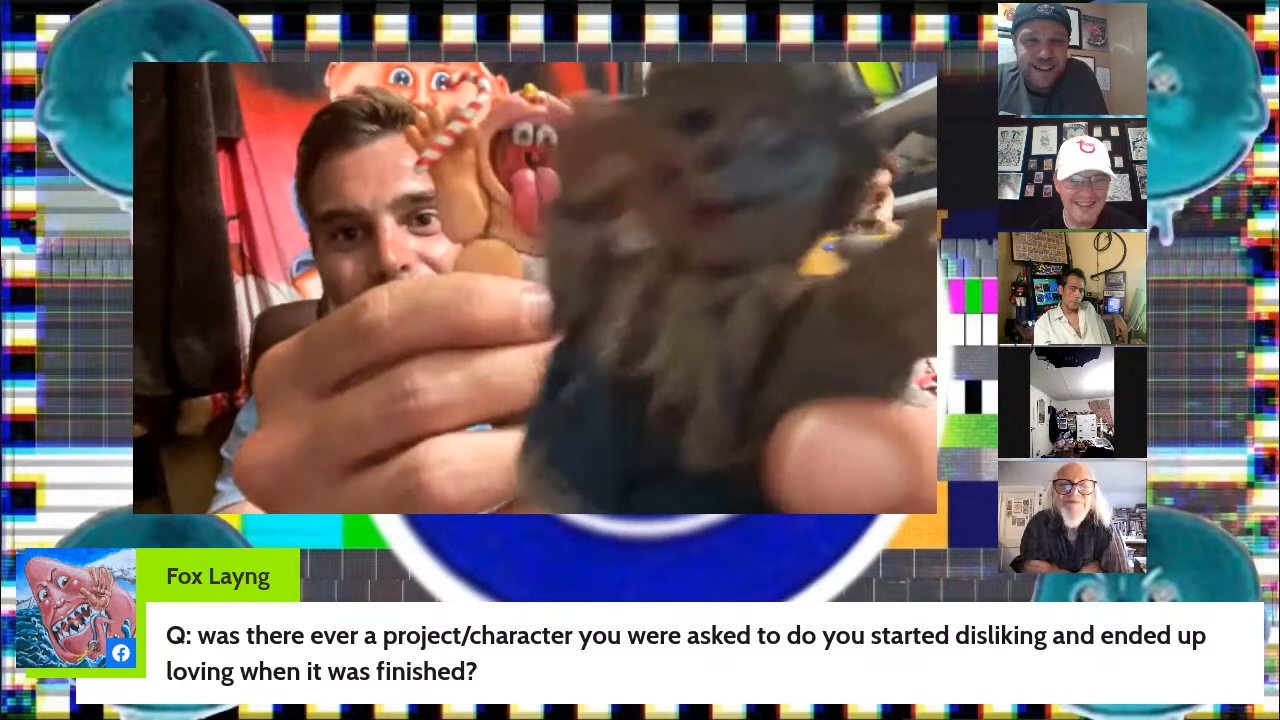 Fox Layng
Q: was there ever a project/character you were asked to do you started disliking and ended up
loving when it was finished?